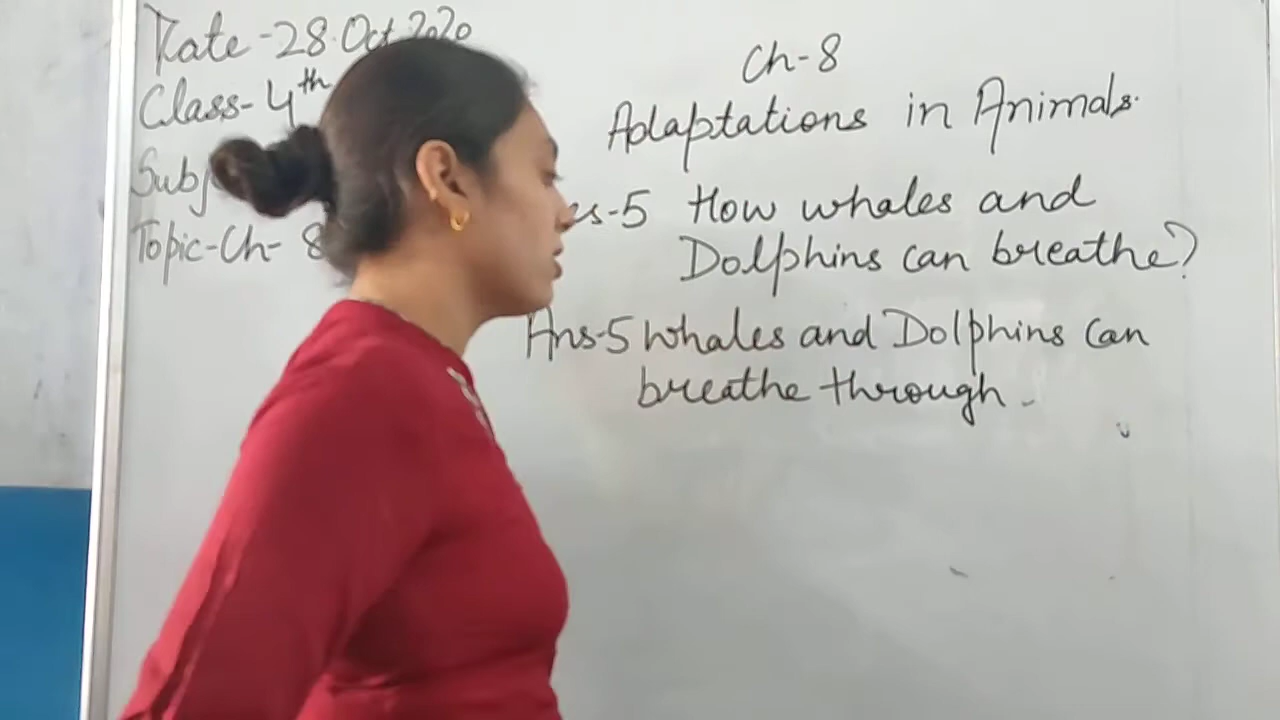 Date - 28 Oct 2020
Class - 4th
Subj
Topic - Ch - 8
Ch - 8
Adaptations in Animals.
s-5 How whales and
Dolphins can breathe?
Ans-5 Whales and Dolphins can
breathe through